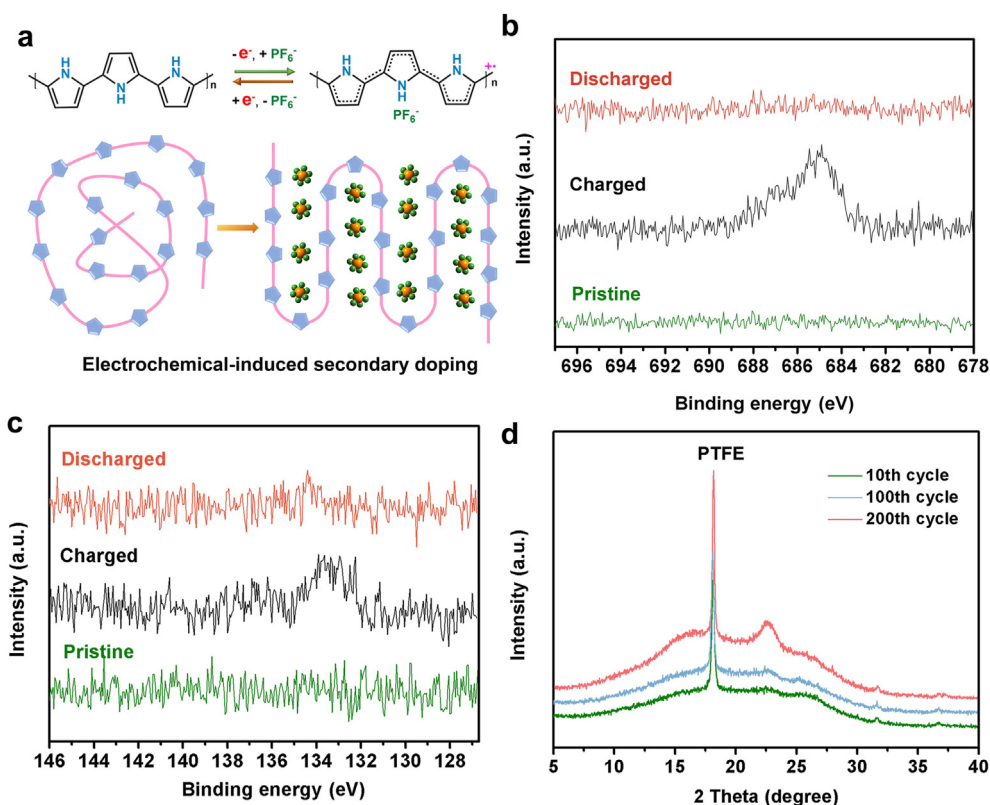 a
H
N
N
H
H
N
n
- e⁻, + PF₆⁻
+ e⁻, - PF₆⁻
H
N
N
H
H
N
+•
n
PF₆⁻
Electrochemical-induced secondary doping
b
Discharged
Charged
Pristine
Intensity (a.u.)
696 694 692 690 688 686 684 682 680 678
Binding energy (eV)
c
Discharged
Charged
Pristine
Intensity (a.u.)
146 144 142 140 138 136 134 132 130 128
Binding energy (eV)
d
PTFE
10th cycle
100th cycle
200th cycle
Intensity (a.u.)
5 10 15 20 25 30 35 40
2 Theta (degree)